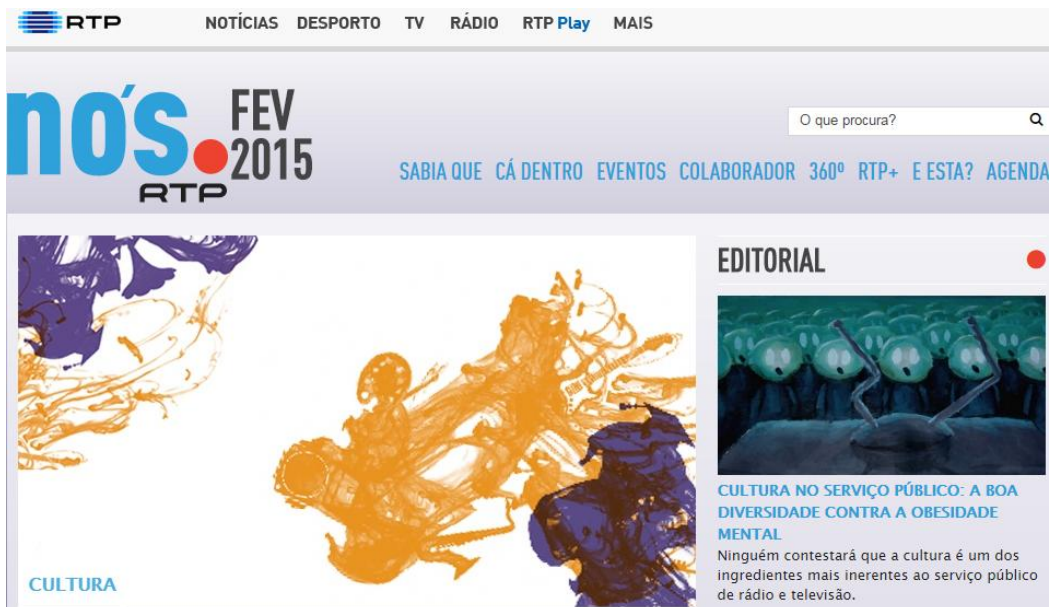 RTP NOTÍCIAS DESPORTO TV RÁDIO RTP Play MAIS
nós. FEV
2015
RTP
O que procura?
SABIA QUE CÁ DENTRO EVENTOS COLABORADOR 360º RTP+ E ESTA? AGENDA
CULTURA
EDITORIAL
CULTURA NO SERVIÇO PÚBLICO: A BOA
DIVERSIDADE CONTRA A OBESIDADE
MENTAL
Ninguém contestará que a cultura é um dos
ingredientes mais inerentes ao serviço público
de rádio e televisão.